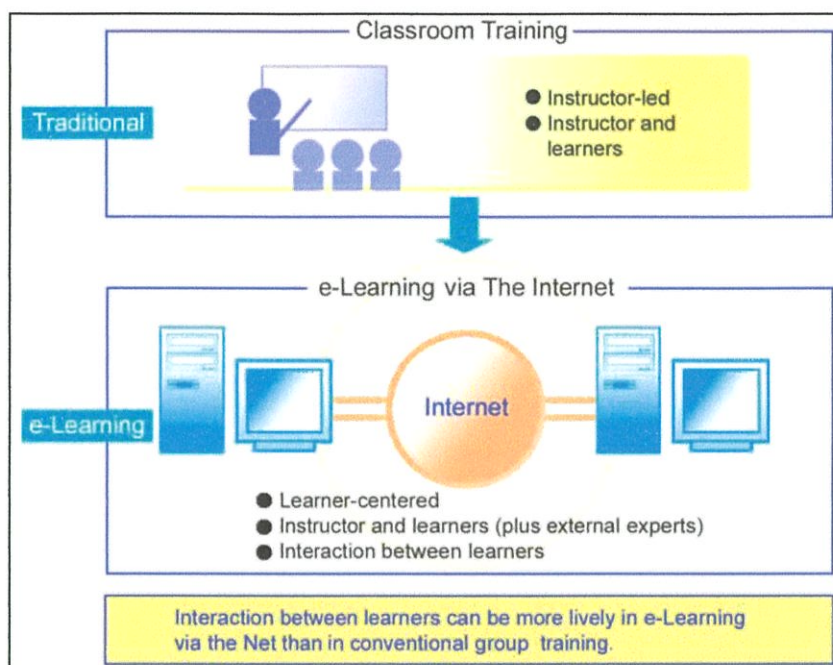 Classroom Training
Traditional
● Instructor-led
● Instructor and
learners
e-Learning via The Internet
Internet
e-Learning
● Learner-centered
● Instructor and learners (plus external experts)
● Interaction between learners
Interaction between learners can be more lively in e-Learning
via the Net than in conventional group training.